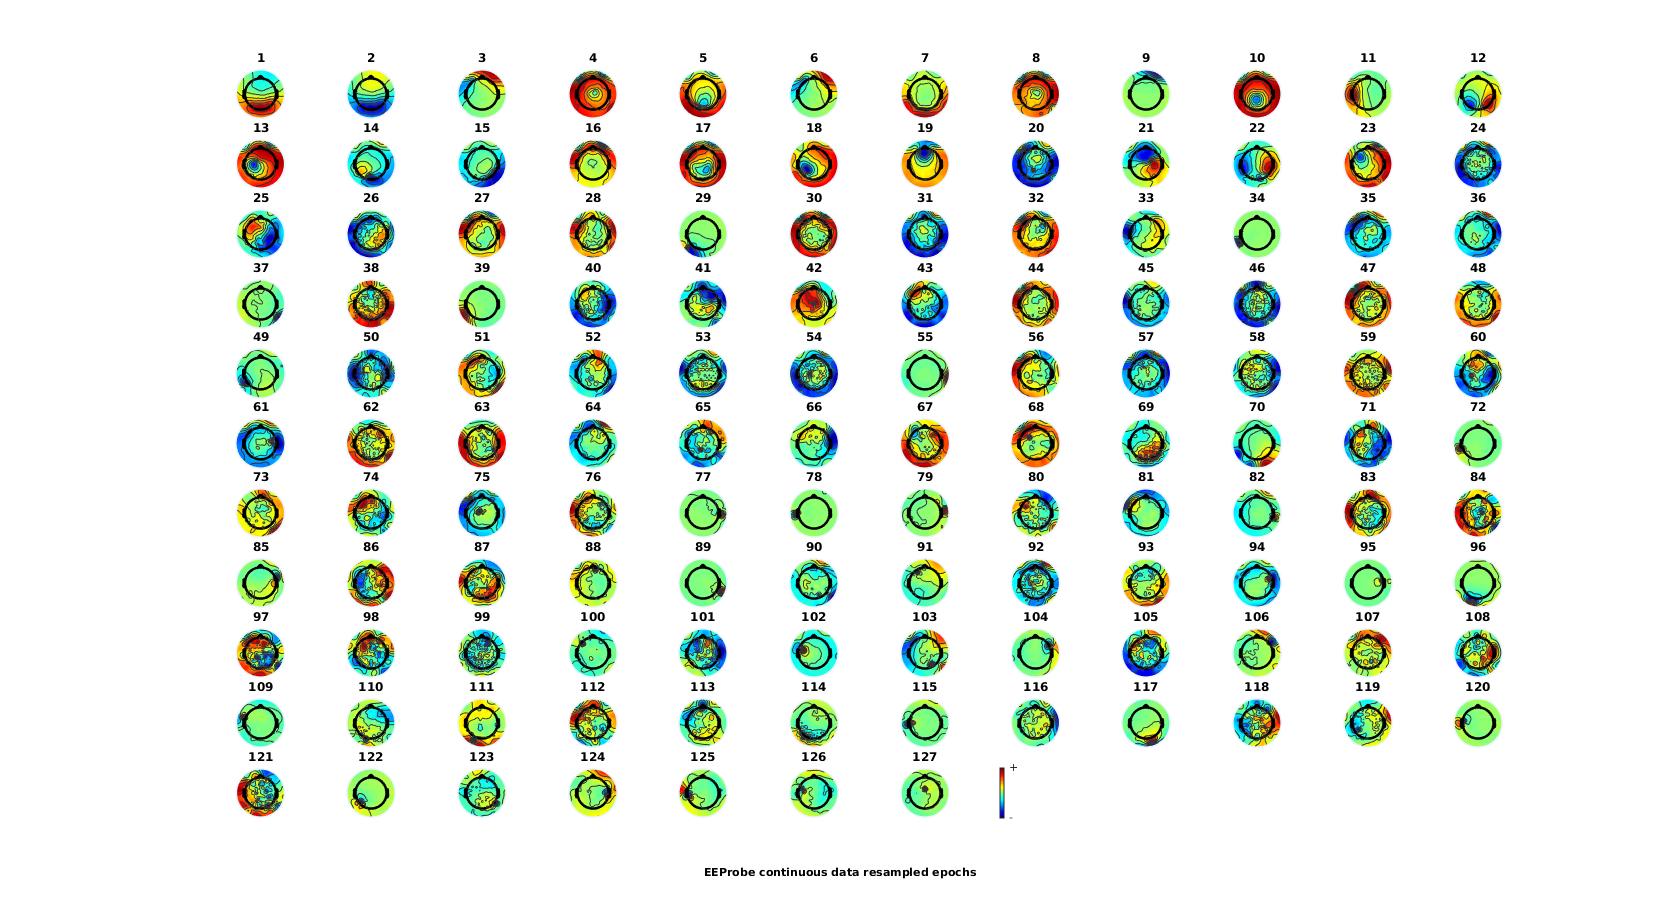 1 2 3 4 5 6 7 8 9 10 11 12
13 14 15 16 17 18 19 20 21 22 23 24
25 26 27 28 29 30 31 32 33 34 35 36
37 38 39 40 41 42 43 44 45 46 47 48
49 50 51 52 53 54 55 56 57 58 59 60
61 62 63 64 65 66 67 68 69 70 71 72
73 74 75 76 77 78 79 80 81 82 83 84
85 86 87 88 89 90 91 92 93 94 95 96
97 98 99 100 101 102 103 104 105 106 107 108
109 110 111 112 113 114 115 116 117 118 119 120
121 122 123 124 125 126 127
+
-
EEProbe continuous data resampled epochs